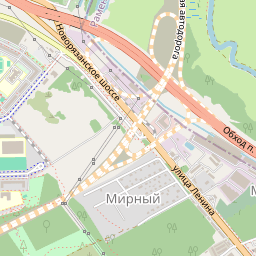 я автодорога
Новорязанское шоссе
Обход п.
улица Ленина
Мирный
М